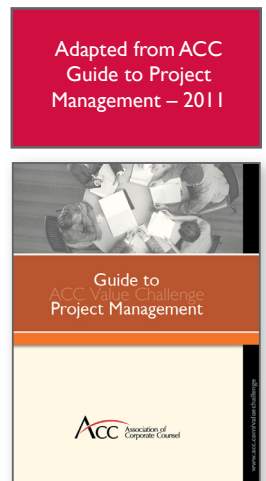 Adapted from ACC
Guide to Project
Management – 2011
Guide to
ACC Value Challenge
Project Management
ACC Association of
Corporate Counsel
www.acc.com/valuechallenge